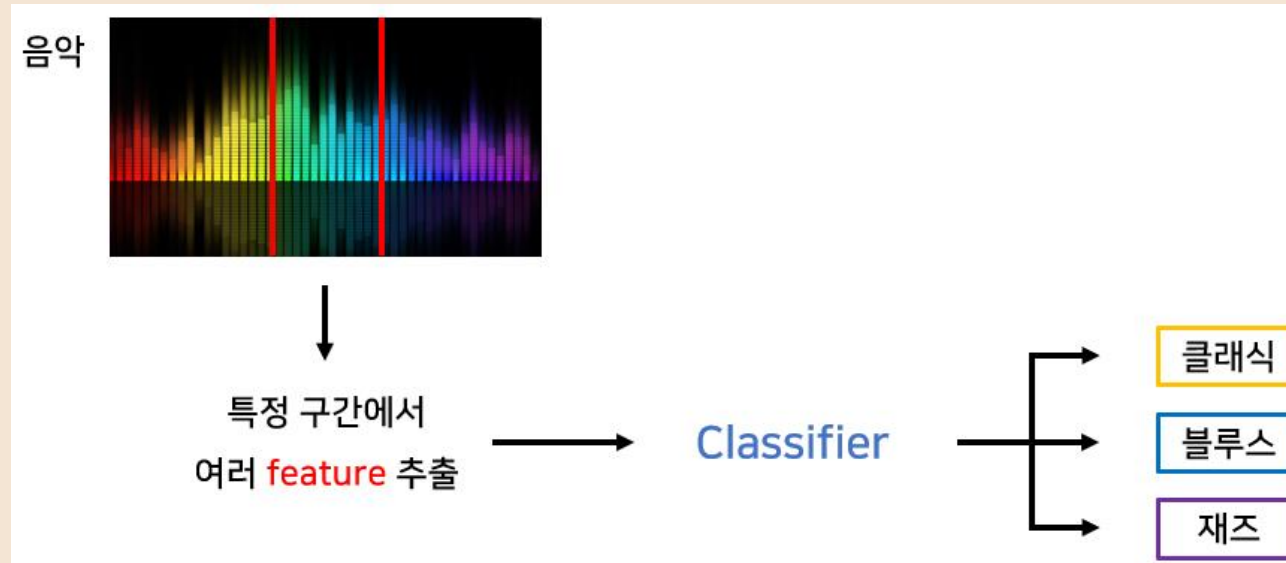 음악
특정 구간에서
여러 feature 추출
Classifier
클래식
블루스
재즈